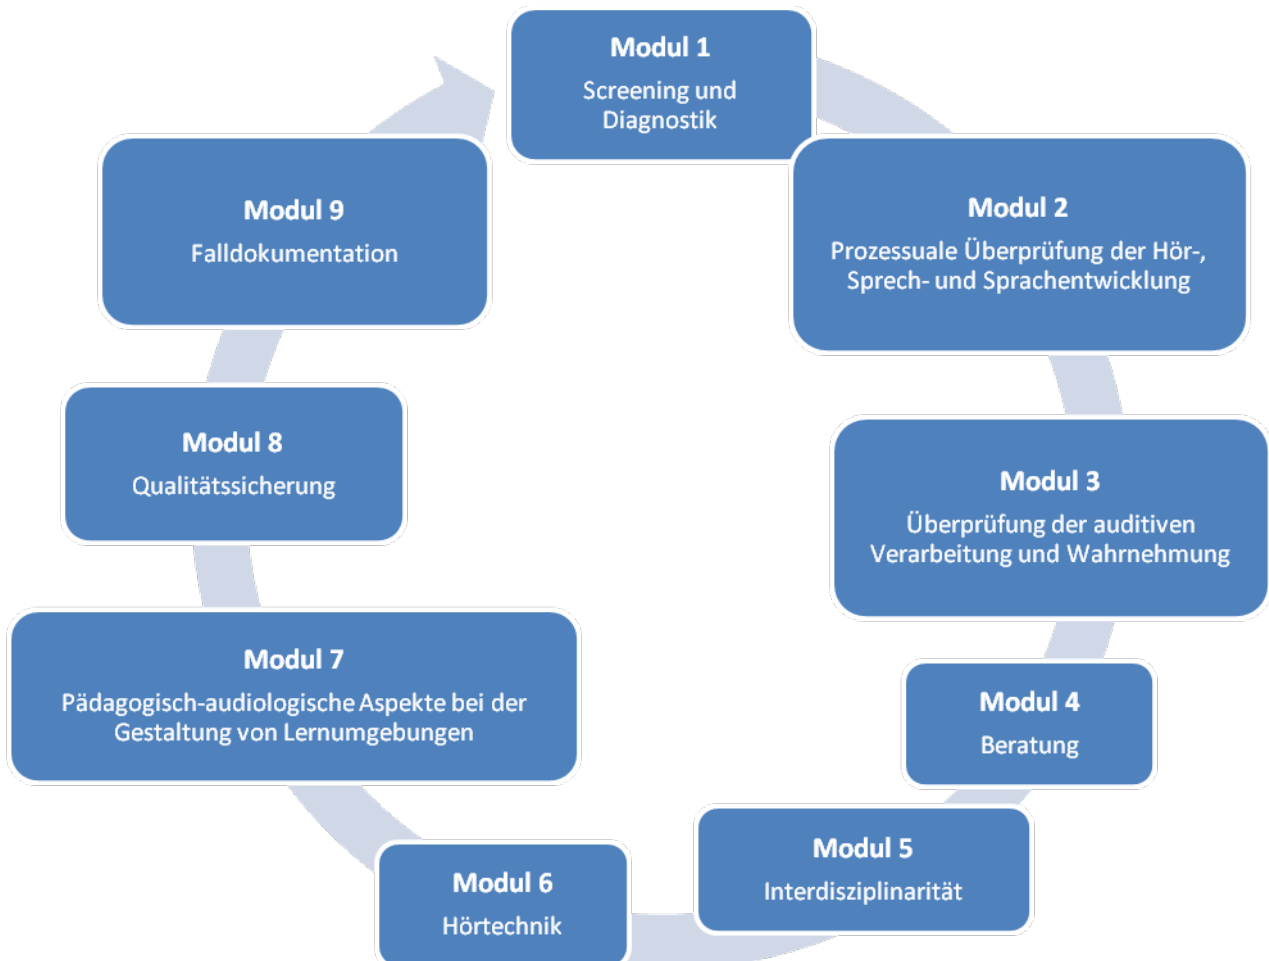 Modul 1
Screening und
Diagnostik
Modul 2
Prozessuale Überprüfung der Hör-,
Sprech- und Sprachentwicklung
Modul 3
Überprüfung der auditiven
Verarbeitung und Wahrnehmung
Modul 4
Beratung
Modul 5
Interdisziplinarität
Modul 6
Hörtechnik
Modul 7
Pädagogisch-audiologische Aspekte bei der
Gestaltung von Lernumgebungen
Modul 8
Qualitätssicherung
Modul 9
Falldokumentation